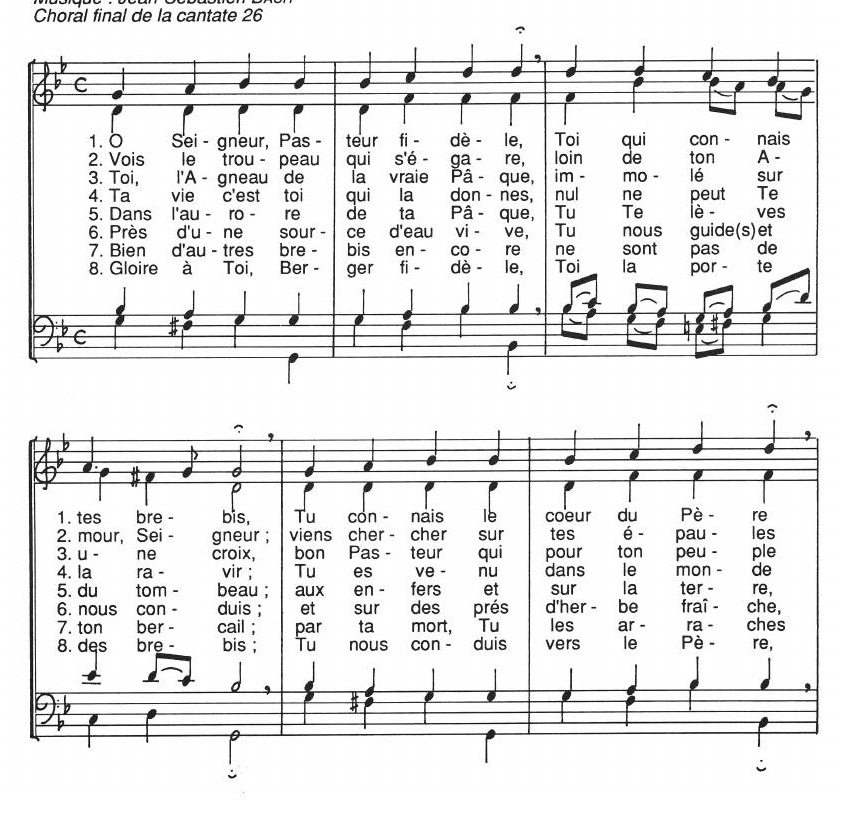 Musique : Jean-Sébastien BACH
Choral final de la cantate 26
1. O Sei - gneur, Pas - teur fi - dè - le, Toi qui con - nais
2. Vois le trou - peau qui s'é - ga - re, loin de ton A -
3. Toi, l'A - gneau de la vraie Pâ - que, im - mo - lé sur
4. Ta vie c'est toi qui la don - nes, nul ne peut Te
5. Dans l'au - ro - re de ta Pâ - que, Tu Te lè - ves
6. Près d'u - ne sour - ce d'eau vi - ve, Tu nous guide(s) et
7. Bien d'au - tres bre - bis en - co - re ne sont pas de
8. Gloire à Toi, Ber - ger fi - dè - le, Toi la por - te
1. tes bre - bis, Tu con - nais le coeur du Pè - re
2. mour, Sei - gneur ; viens cher - cher sur tes é - pau - les
3. u - ne croix, bon Pas - teur qui pour ton peu - ple
4. la ra - vir ; Tu es ve - nu dans le mon - de
5. du tom - beau ; aux en - fers et sur la ter - re,
6. nous con - duis ; et sur des prés d'her - be fraî - che,
7. ton ber - cail ; par ta mort, Tu les ar - ra - ches
8. des bre - bis ; Tu nous con - duis vers le Pè - re,